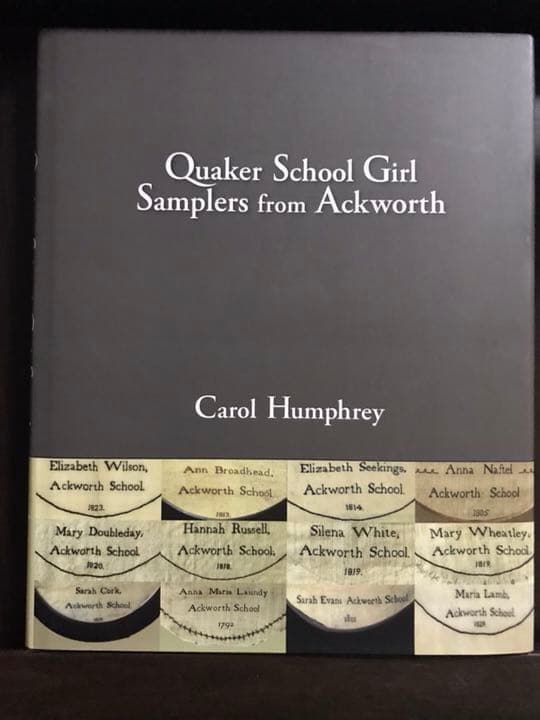 Quaker School Girl
Samplers from Ackworth
Carol Humphrey
Elizabeth Wilson,
Ackworth School
1823.
Ann Broadhead,
Ackworth School
Elizabeth Seekings,
Ackworth School
1814.
Anna Naftel
Ackworth School
1805
Mary Doubleday,
Ackworth School
1820.
Hannah Russell,
Ackworth School,
1818.
Silena White,
Ackworth School.
1819.
Mary Wheatley,
Ackworth School
1819.
Sarah Cork,
Ackworth School
Anna Maria Laundy
Ackworth School
1792
Sarah Evans Ackworth School
Maria Lamb,
Ackworth School